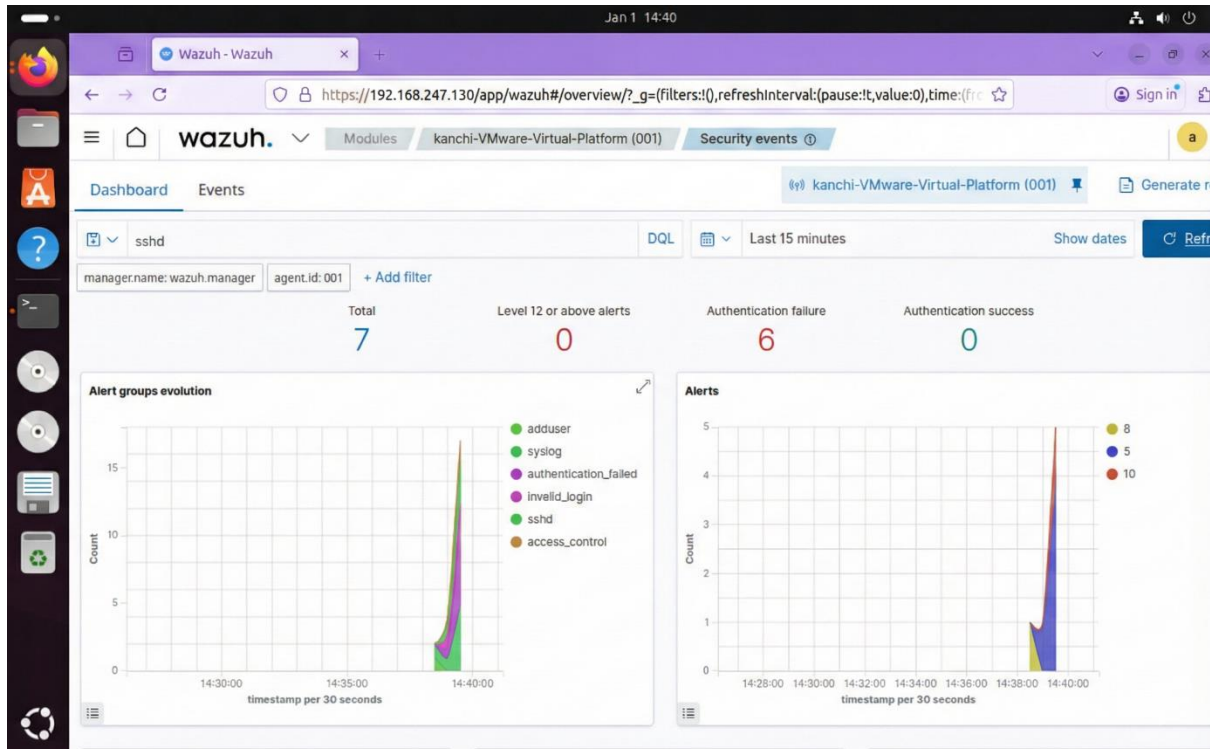 Jan 1 14:40
Wazuh - Wazuh
https://192.168.247.130/app/wazuh#/overview/?_g=(filters:!(),refreshInterval:(pause:!t,value:0),time:(fro
Sign in
wazuh.
Modules
kanchi-VMware-Virtual-Platform (001)
Security events
a
Dashboard
Events
kanchi-VMware-Virtual-Platform (001)
Generate r
sshd
DQL
Last 15 minutes
Show dates
Refr
manager.name: wazuh.manager
agent.id: 001
+ Add filter
Total
7
Level 12 or above alerts
0
Authentication failure
6
Authentication success
0
Alert groups evolution
Count
15
10
5
0
14:30:00 14:35:00 14:40:00
timestamp per 30 seconds
adduser
syslog
authentication_failed
invalid_login
sshd
access_control
Alerts
Count
5
4
3
2
1
0
14:28:00 14:30:00 14:32:00 14:34:00 14:36:00 14:38:00 14:40:00
timestamp per 30 seconds
8
5
10